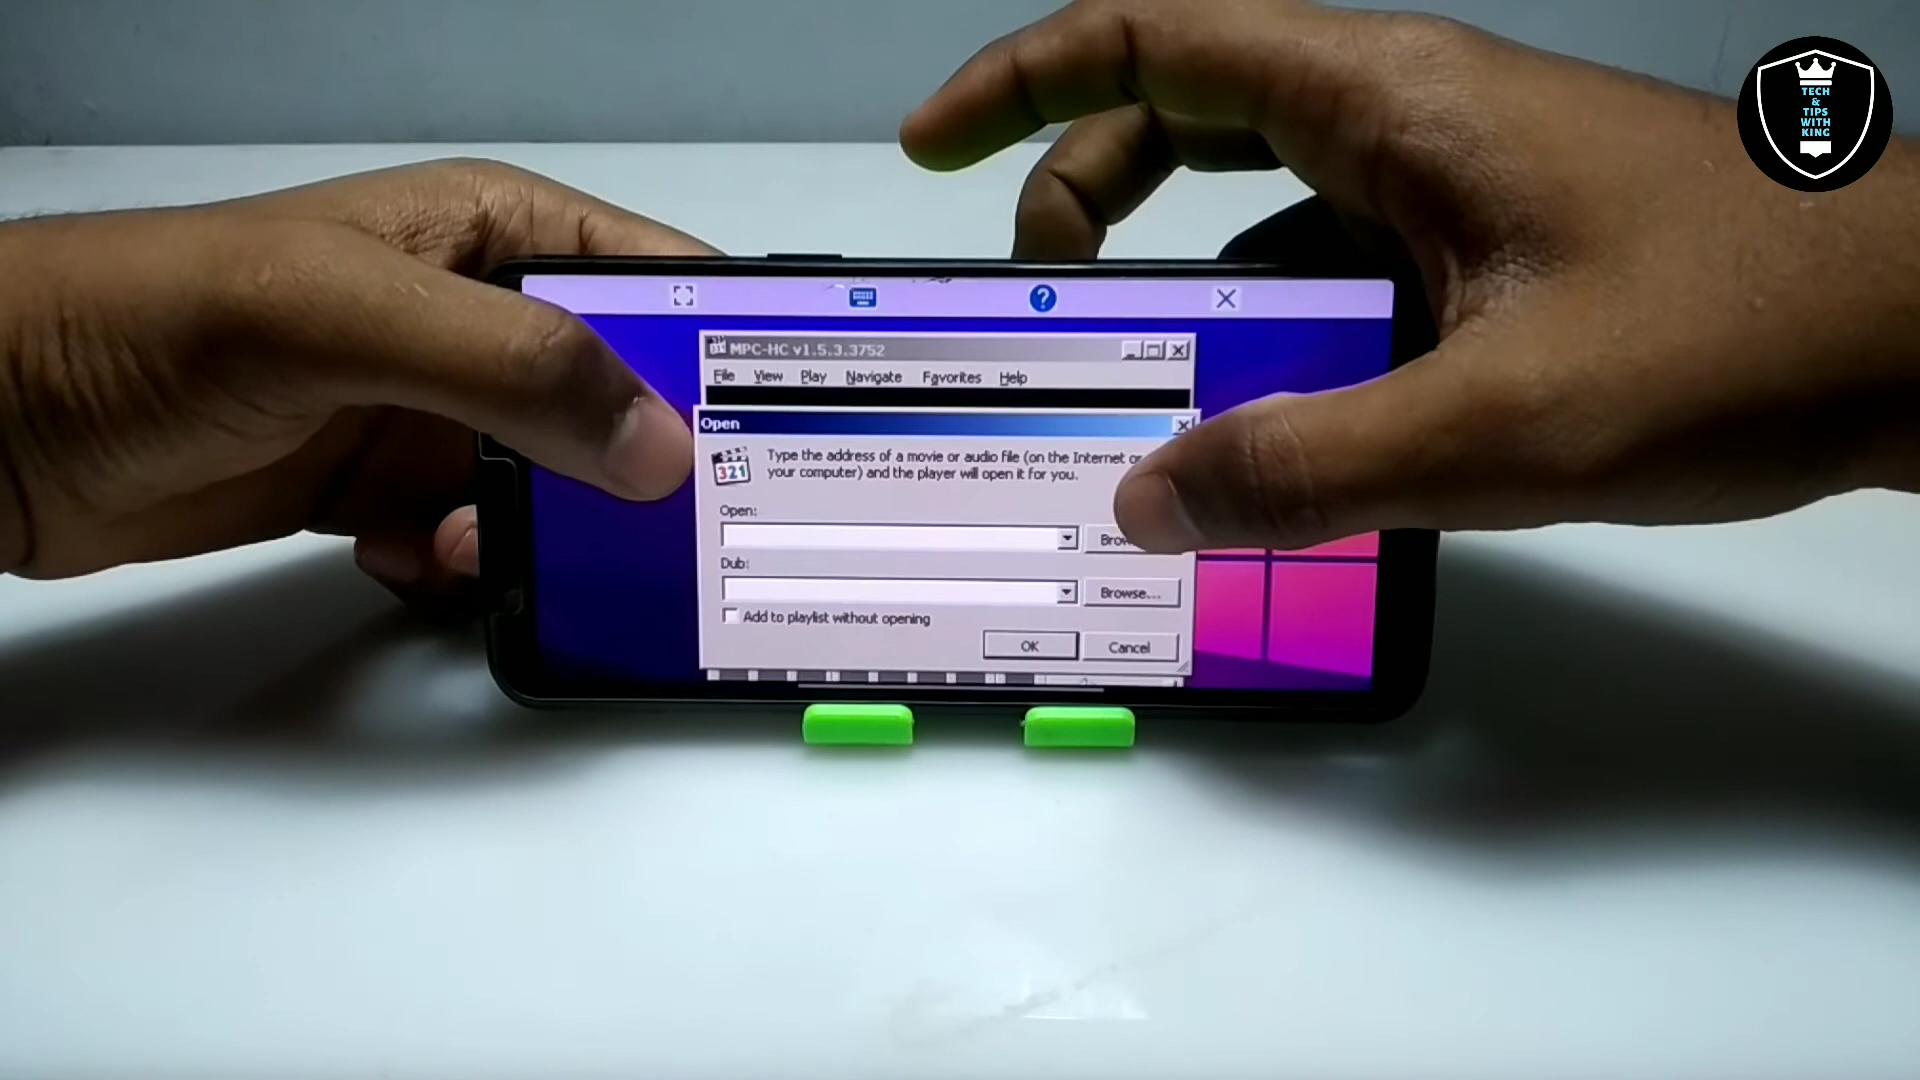 TECH
&
TIPS
WITH
KING
?
MPC-HC v1.5.3.3752
File View Play Navigate Favorites Help
Open
321
Type the address of a movie or audio file (on the Internet or
your computer) and the player will open it for you.
Open:
Dub:
Browse...
Add to playlist without opening
OK Cancel